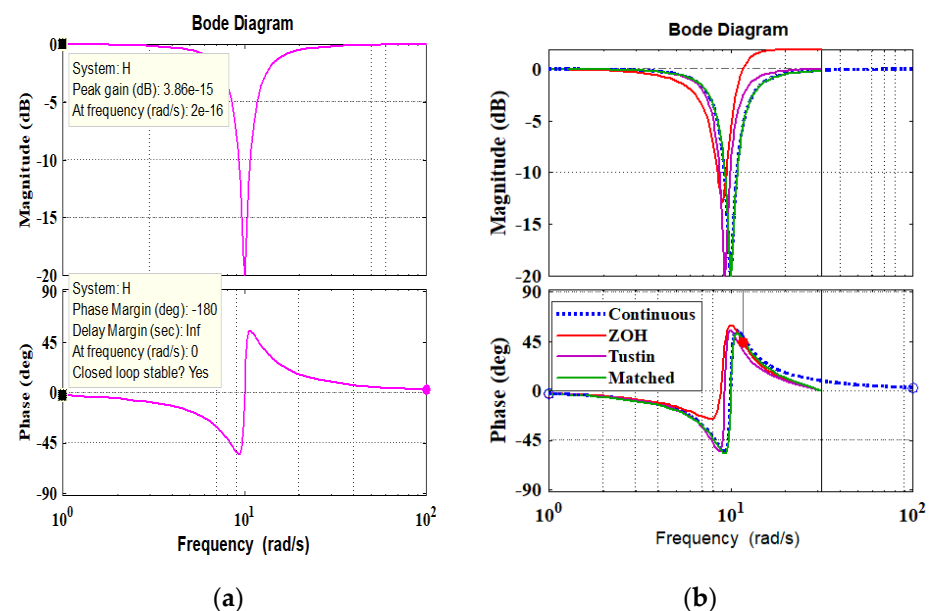 Bode Diagram
Magnitude (dB)
0
-5
-10
-15
-20
System: H
Peak gain (dB): 3.86e-15
At frequency (rad/s): 2e-16
System: H
Phase Margin (deg): -180
Delay Margin (sec): Inf
At frequency (rad/s): 0
Closed loop stable? Yes
Phase (deg)
90
45
0
-45
-90
10^0
10^1
10^2
Frequency (rad/s)
(a)
Bode Diagram
Magnitude (dB)
0
-5
-10
-15
-20
Phase (deg)
90
45
0
-45
-90
Continuous
ZOH
Tustin
Matched
10^0
10^1
10^2
Frequency (rad/s)
(b)